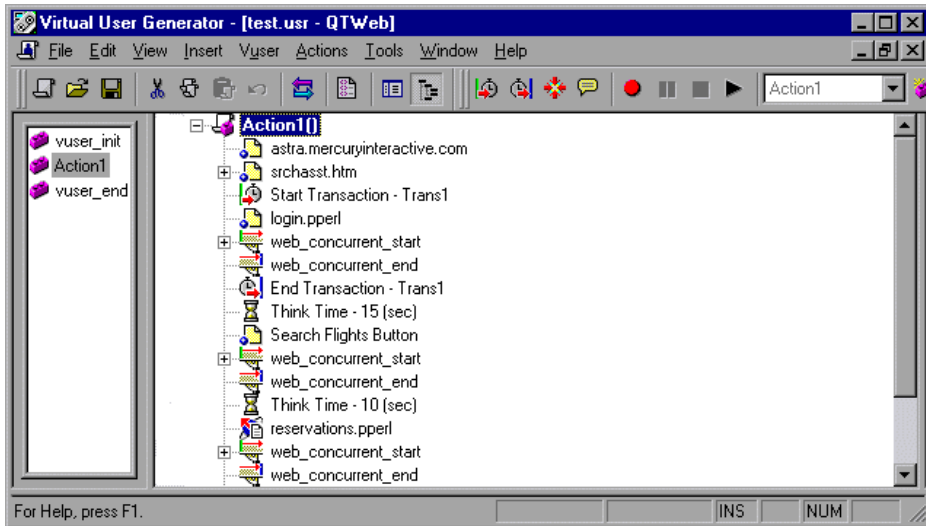 Virtual User Generator - [test.usr - QTWeb]
File Edit View Insert Vuser Actions Tools Window Help
Action1
vuser_init
Action1
vuser_end
Action1()
astra.mercuryinteractive.com
srchasst.htm
Start Transaction - Trans1
login.pperl
web_concurrent_start
web_concurrent_end
End Transaction - Trans1
Think Time - 15 (sec)
Search Flights Button
web_concurrent_start
web_concurrent_end
Think Time - 10 (sec)
reservations.pperl
web_concurrent_start
web_concurrent_end
For Help, press F1.
INS
NUM